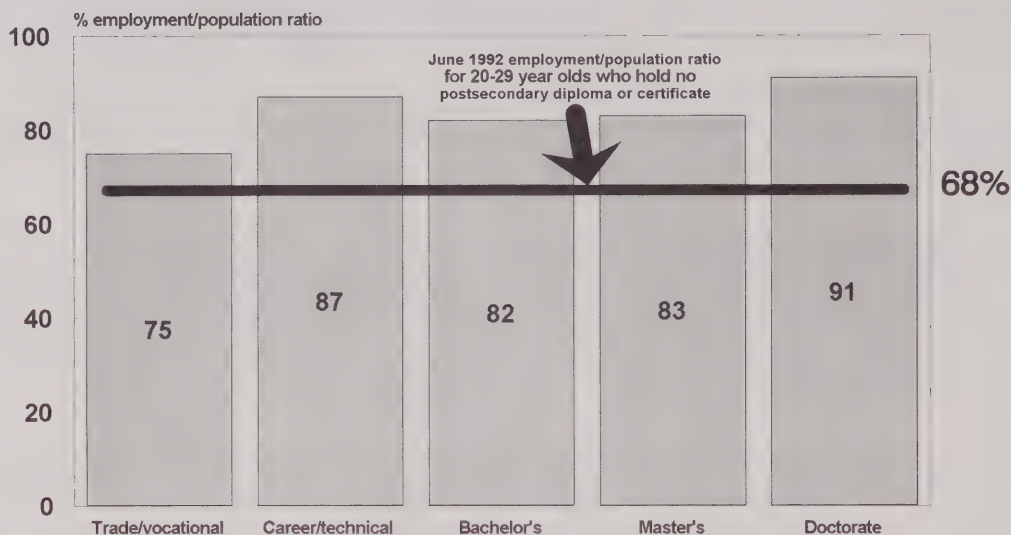 % employment/population ratio
100
June 1992 employment/population ratio
for 20-29 year olds who hold no
postsecondary diploma or certificate
80
68%
60
75
87
82
83
91
40
20
0
Trade/vocational
Career/technical
Bachelor's
Master's
Doctorate